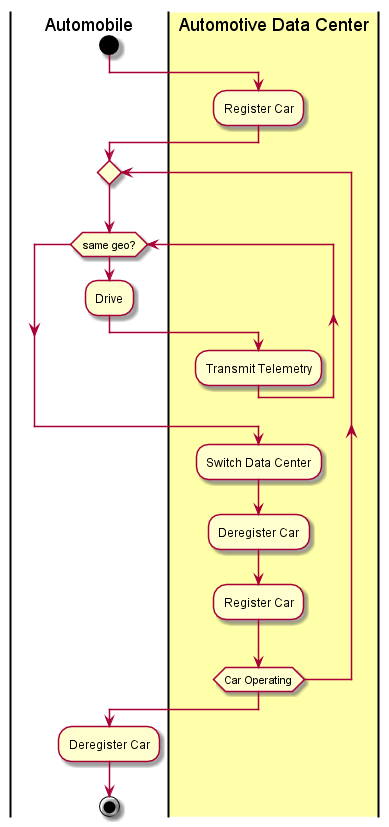 Automobile
Automotive Data Center
Register Car
same geo?
Drive
Transmit Telemetry
Switch Data Center
Deregister Car
Register Car
Car Operating
Deregister Car